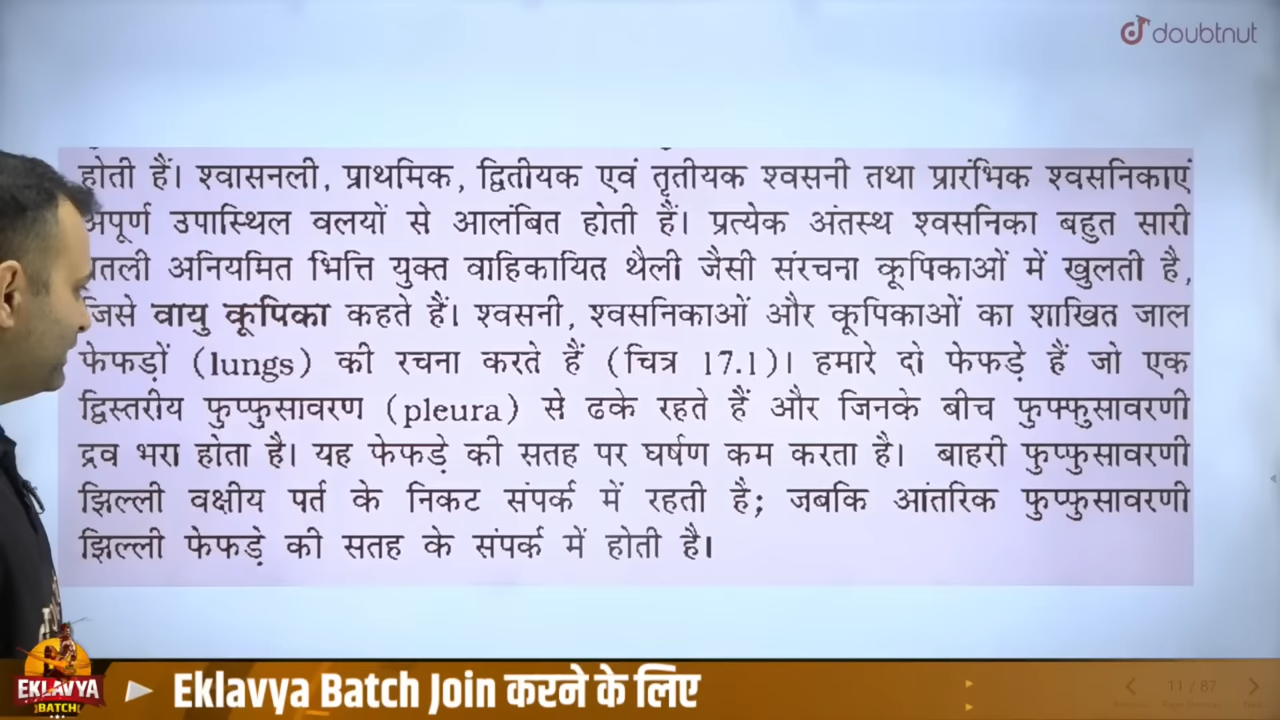 doubtnut
होती हैं। श्वासनली, प्राथमिक, द्वितीयक एवं तृतीयक श्वसनी तथा प्रारंभिक श्वसनिकाएं
अपूर्ण उपास्थिल वलयों से आलंबित होती हैं। प्रत्येक अंतस्थ श्वसनिका बहुत सारी
अनियमित भित्ति युक्त वाहिकायित थैली जैसी संरचना कूपिकाओं में खुलती है,
जिसे वायु कूपिका कहते हैं। श्वसनी, श्वसनिकाओं और कूपिकाओं का शाखित जाल
फेफड़ों (lungs) की रचना करते हैं (चित्र 17.1)। हमारे दो फेफड़े हैं जो एक
द्विस्तरीय फुप्फुसावरण (pleura) से ढके रहते हैं और जिनके बीच फुफ्फुसावरणी
द्रव भरा होता है। यह फेफड़े की सतह पर घर्षण कम करता है। बाहरी फुप्फुसावरणी
झिल्ली वक्षीय पर्त के निकट संपर्क में रहती है; जबकि आंतरिक फुप्फुसावरणी
झिल्ली फेफड़े की सतह के संपर्क में होती है।
EKLAVYA
BATCH
Eklavya Batch Join करने के लिए
11 / 87